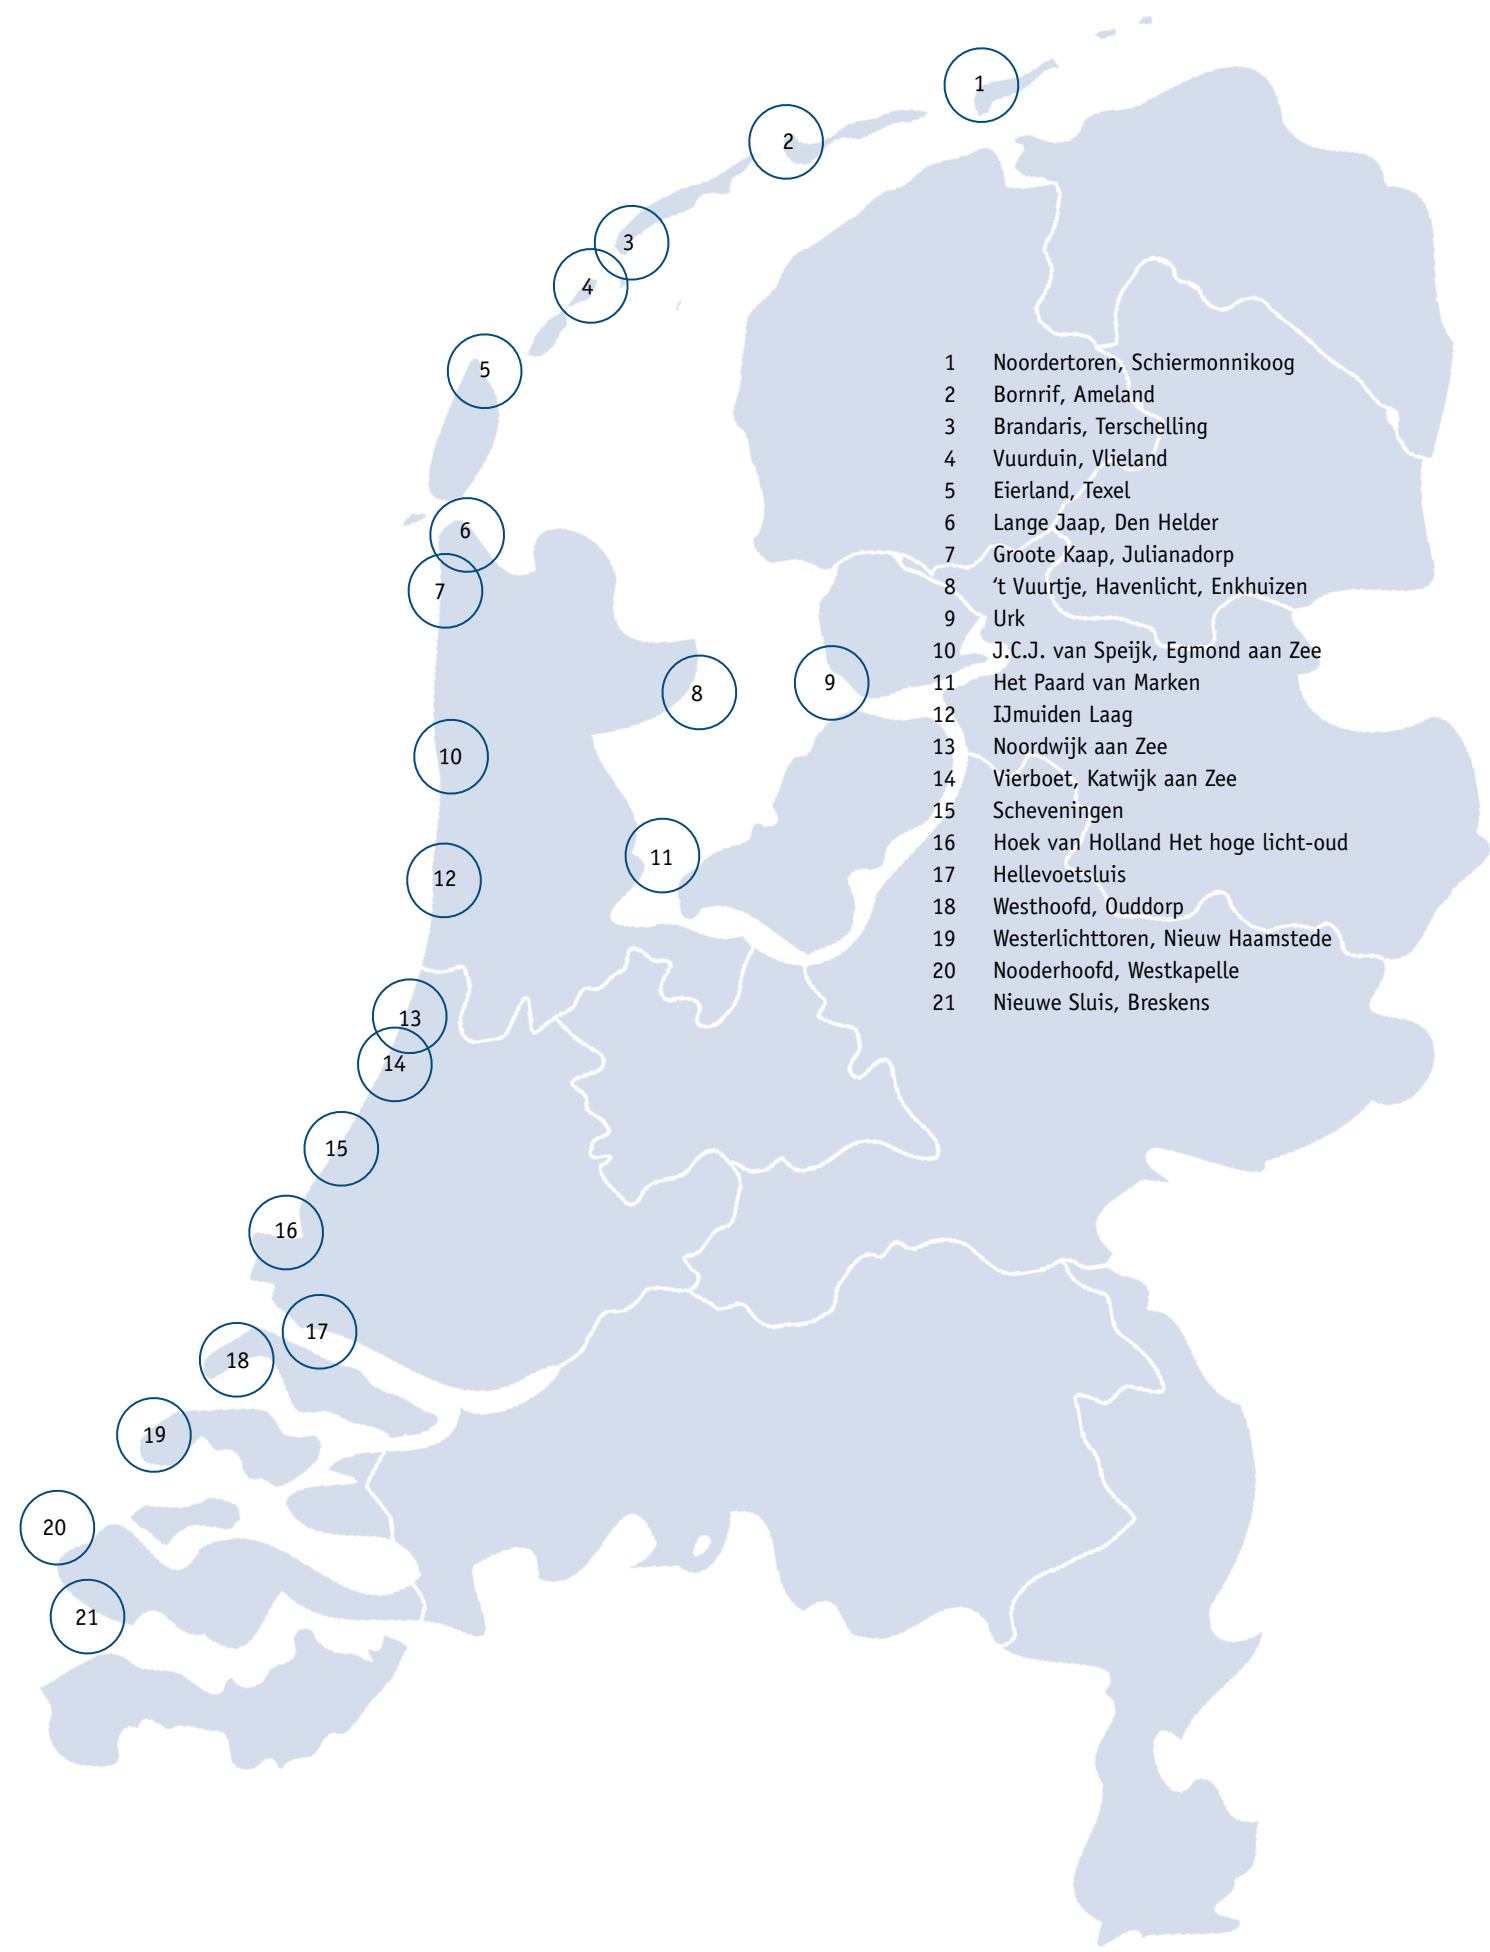 1
2
3
4
5
6
7
8
9
10
11
12
13
14
15
16
17
18
19
20
21
1 Noordertoren, Schiermonnikoog
2 Bornrif, Ameland
3 Brandaris, Terschelling
4 Vuurduin, Vlieland
5 Eierland, Texel
6 Lange Jaap, Den Helder
7 Groote Kaap, Julianadorp
8 ‘t Vuurtje, Havenlicht, Enkhuizen
9 Urk
10 J.C.J. van Speijk, Egmond aan Zee
11 Het Paard van Marken
12 IJmuiden Laag
13 Noordwijk aan Zee
14 Vierboet, Katwijk aan Zee
15 Scheveningen
16 Hoek van Holland Het hoge licht-oud
17 Hellevoetsluis
18 Westhoofd, Ouddorp
19 Westerlichttoren, Nieuw Haamstede
20 Nooderhoofd, Westkapelle
21 Nieuwe Sluis, Breskens